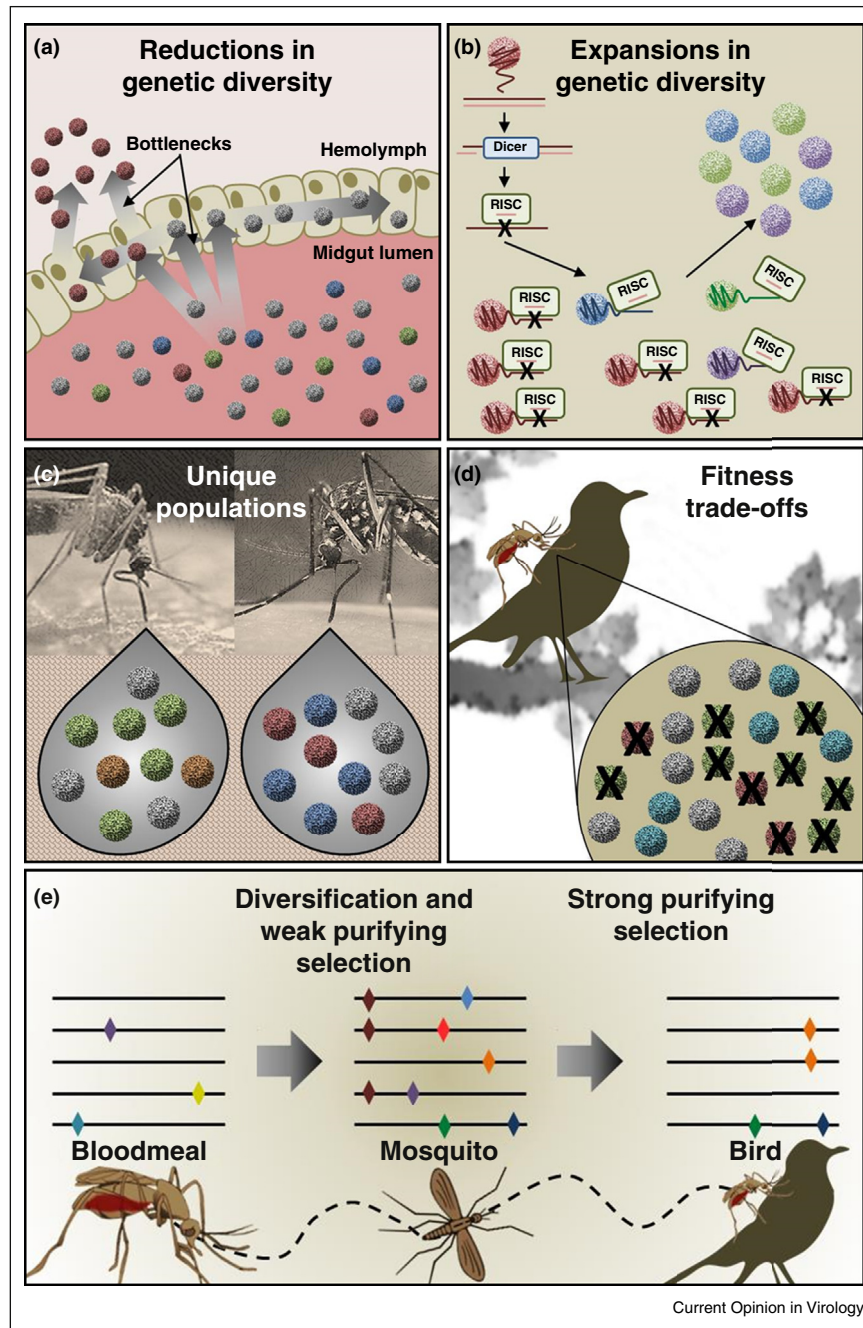 (a)
Reductions in
genetic diversity
Bottlenecks
Hemolymph
Midgut lumen
(b)
Expansions in
genetic diversity
Dicer
RISC
X
RISC
RISC
X
RISC
RISC
X
RISC
X
RISC
RISC
X
RISC
X
RISC
X
RISC
X
(c)
Unique
populations
(d)
Fitness
trade-offs
X
X
X
X
X
X
X
X
X
X
X
(e)
Diversification and
weak purifying
selection
Strong purifying
selection
Bloodmeal
Mosquito
Bird
Current Opinion in Virology